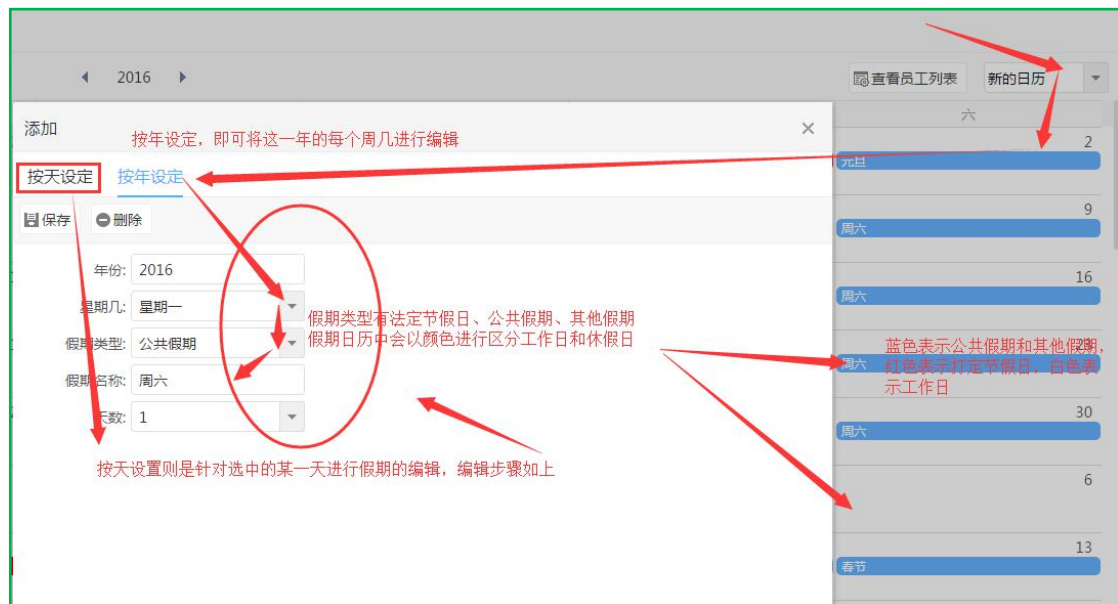 2016
查看员工列表 新的日历
添加
按年设定，即可将这一年的每个周几进行编辑
六
2
元旦
按天设定 按年设定
保存 删除
9
周六
年份: 2016
16
星期几: 星期一
周六
假期类型有法定节假日、公共假期、其他假期
假期日历中会以颜色进行区分工作日和休假日
假期类型: 公共假期
蓝色表示公共假期和其他假期，
23
周六
红色表示打定节假日，白色表
示工作日
假期名称: 周六
天数: 1
30
周六
按天设置则是针对选中的某一天进行假期的编辑，编辑步骤如上
6
13
春节